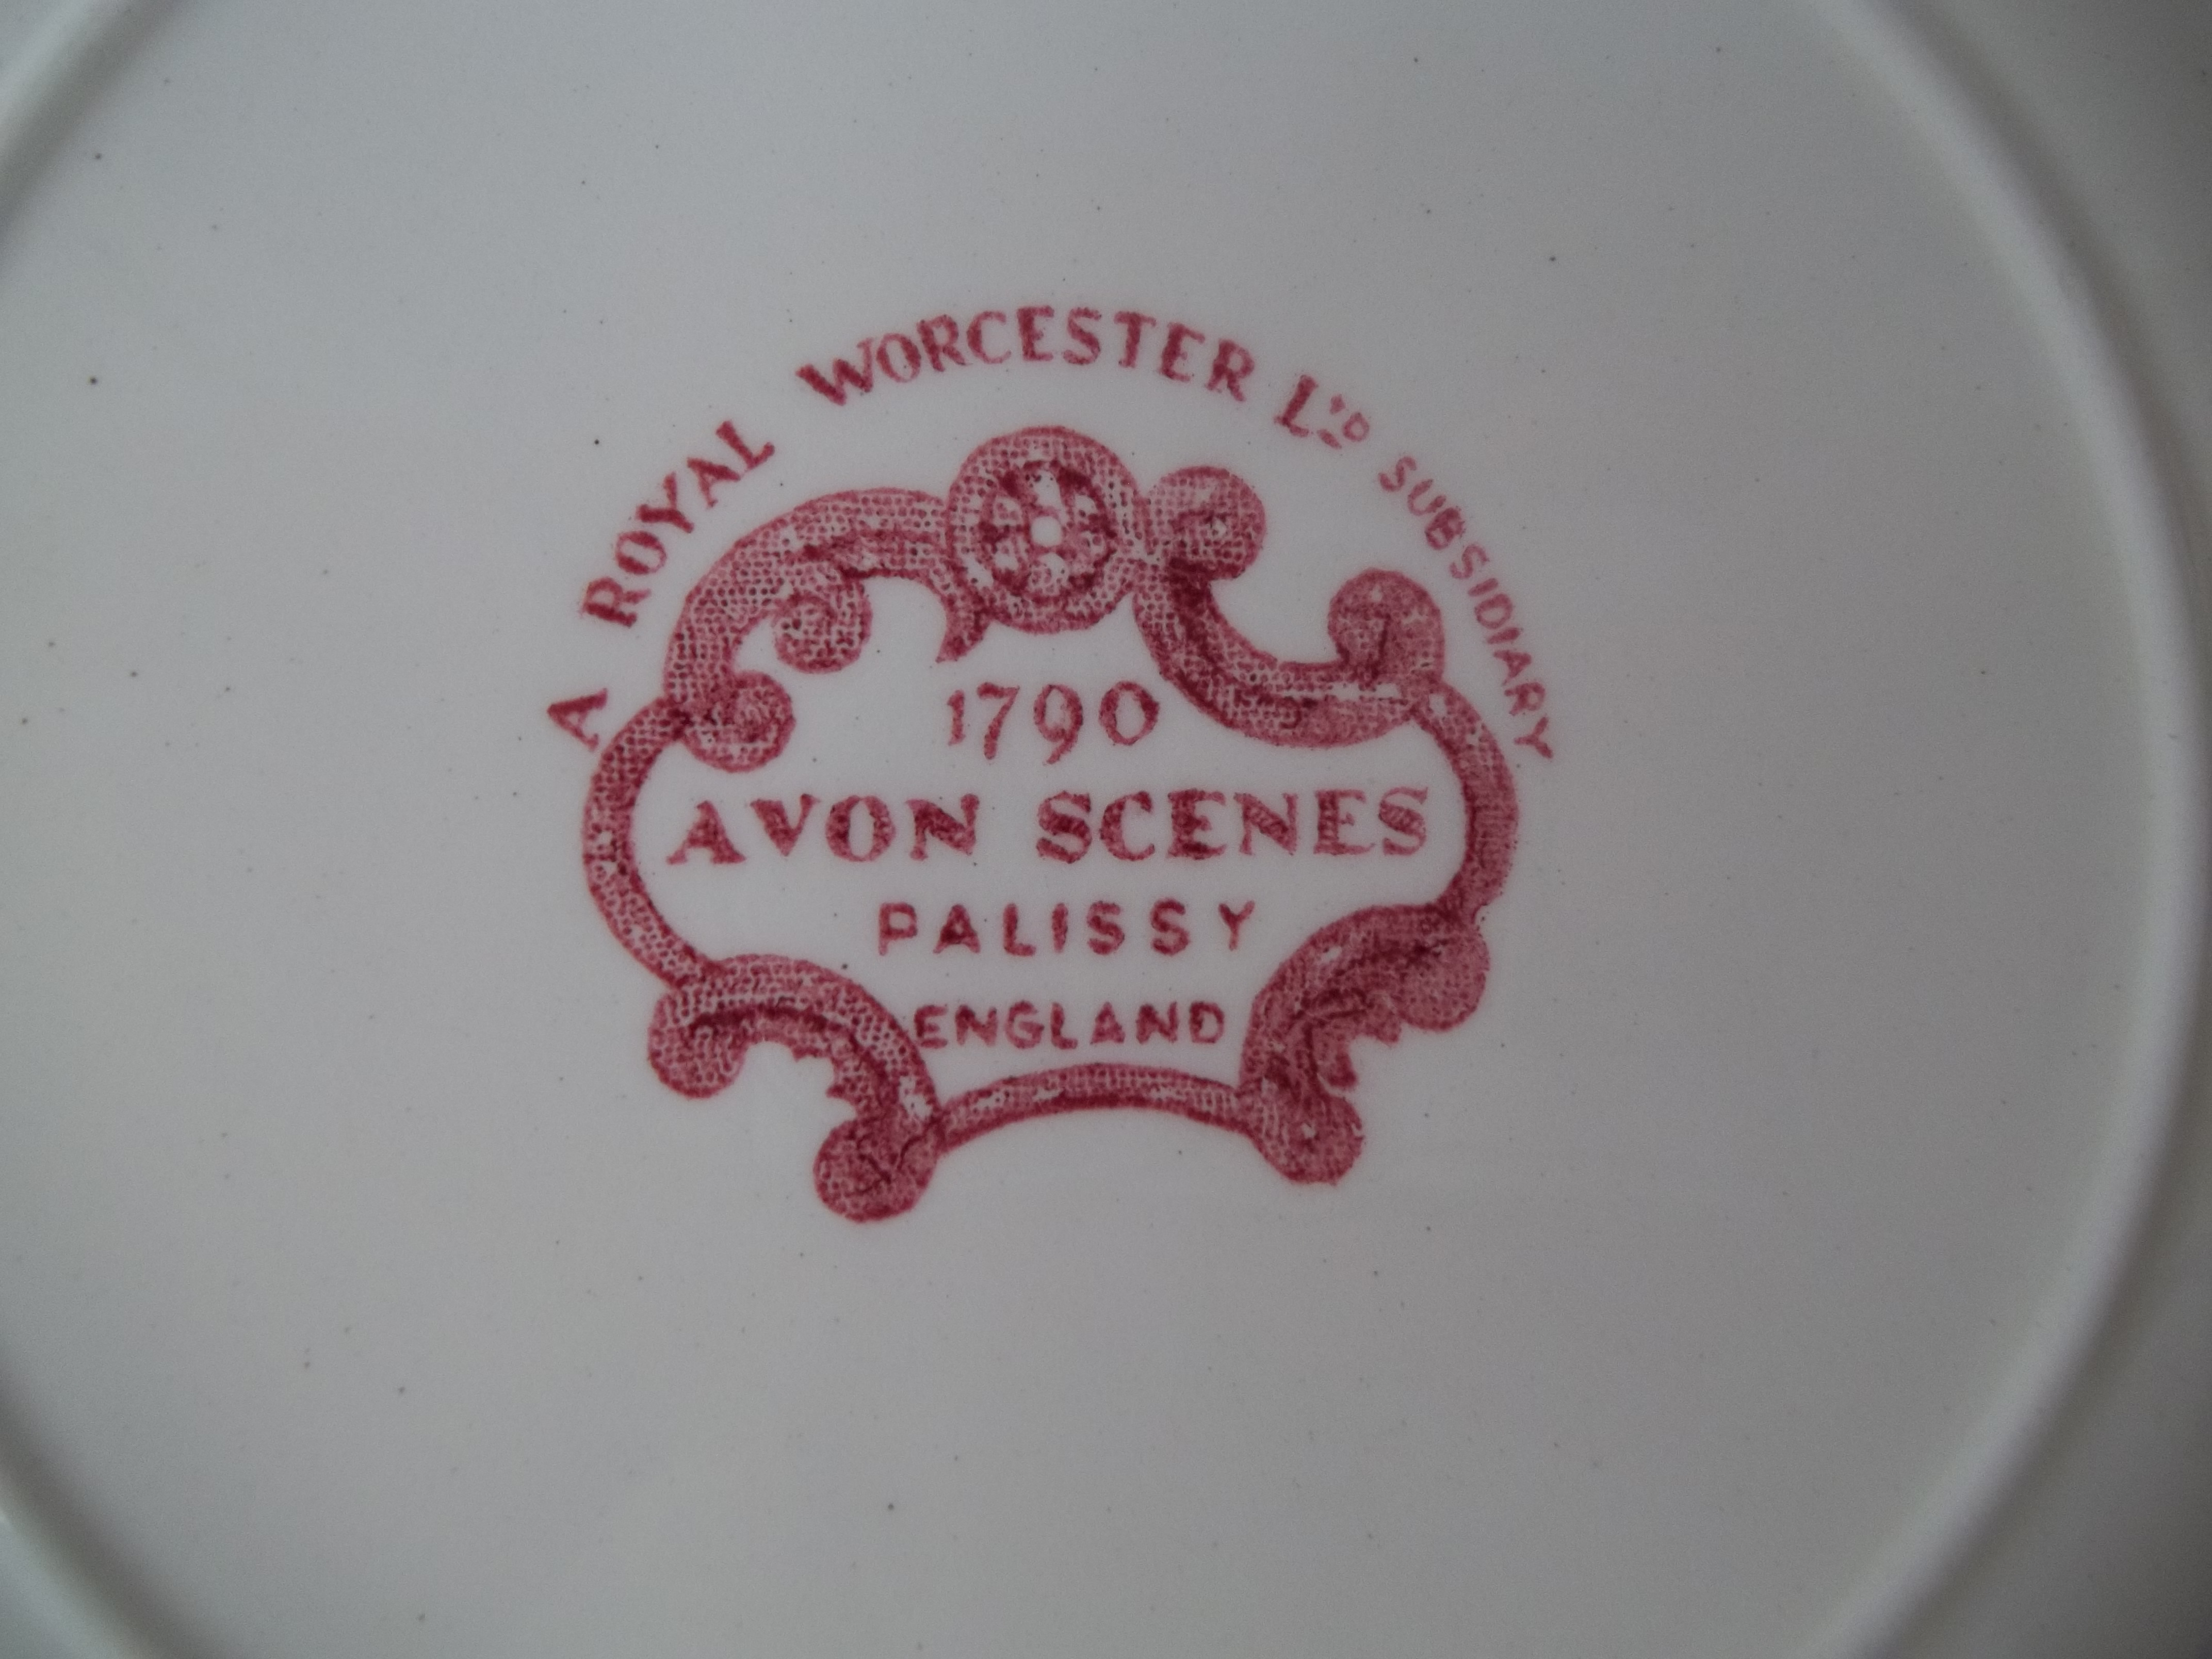 A ROYAL WORCESTER LTD SUBSIDIARY
1790
AVON SCENES
PALISSY
ENGLAND